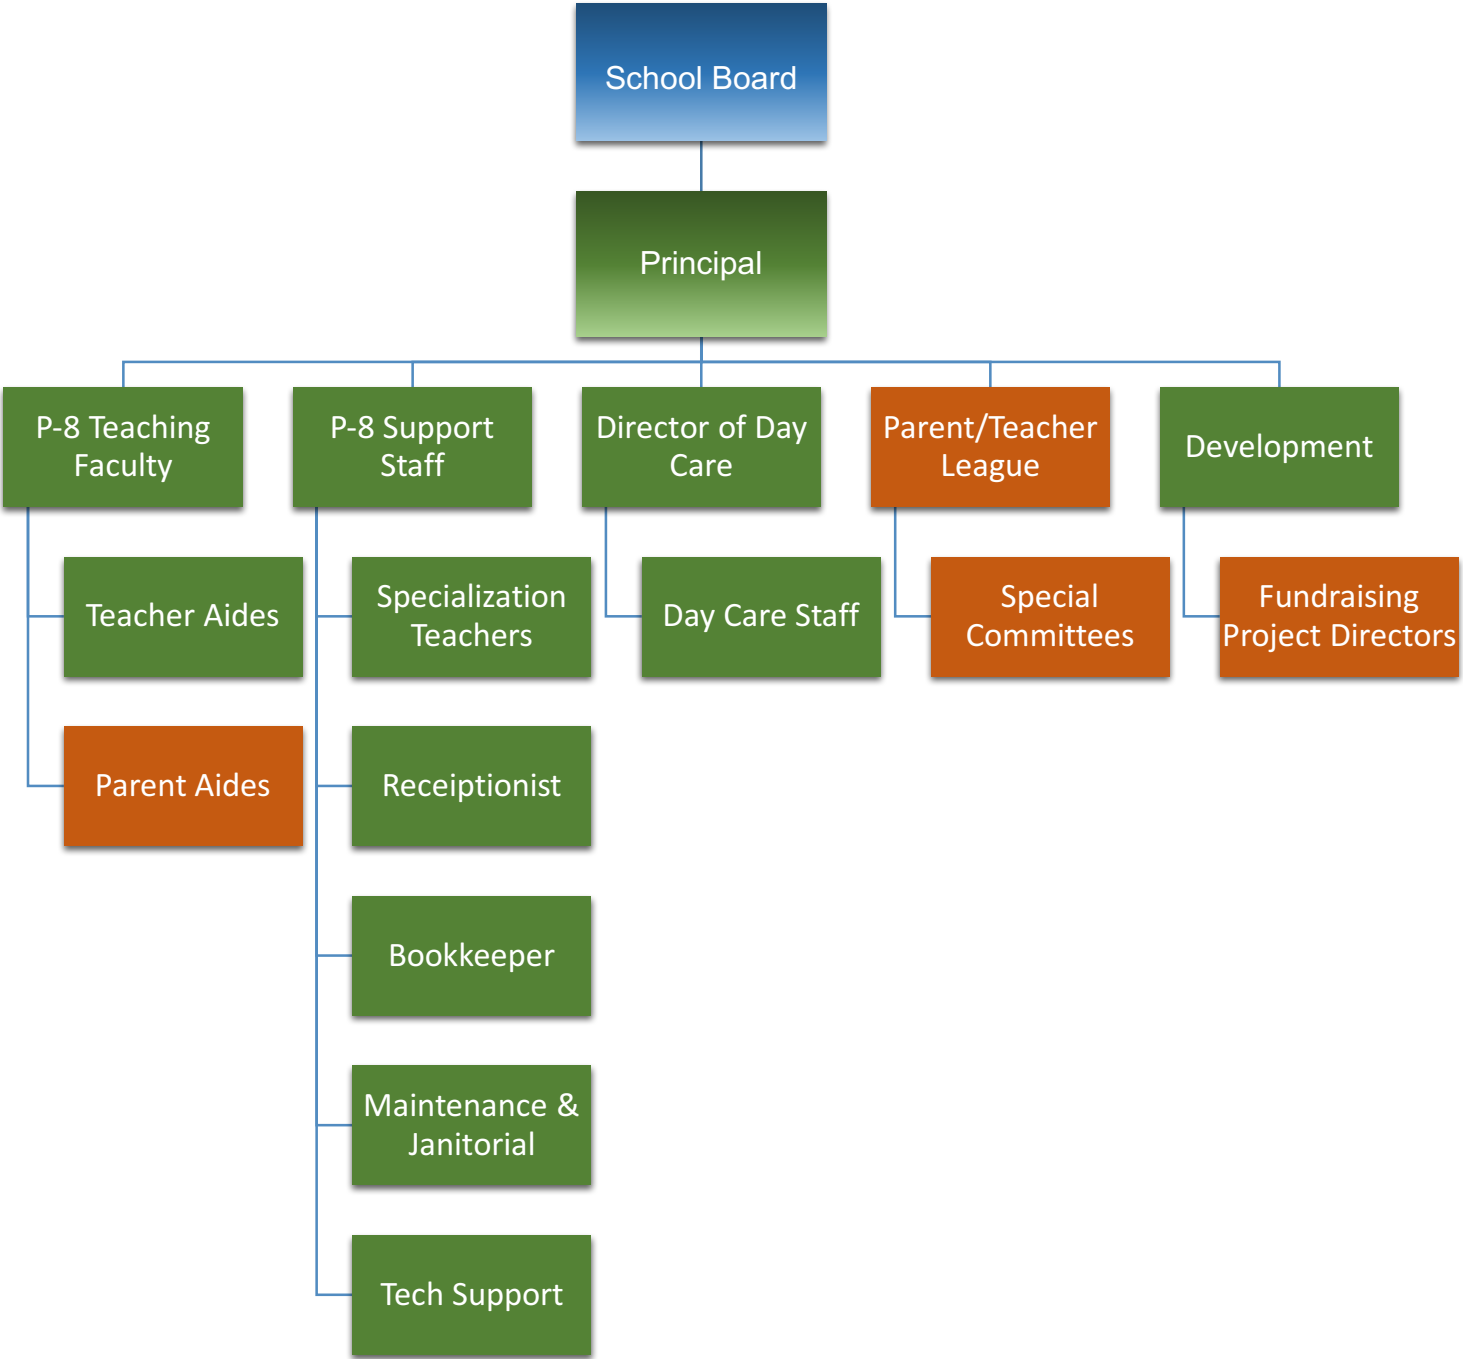 School Board
Principal
P-8 Teaching
Faculty
P-8 Support
Staff
Director of Day
Care
Parent/Teacher
League
Development
Teacher Aides
Specialization
Teachers
Day Care Staff
Special
Committees
Fundraising
Project Directors
Parent Aides
Receiptionist
Bookkeeper
Maintenance &
Janitorial
Tech Support